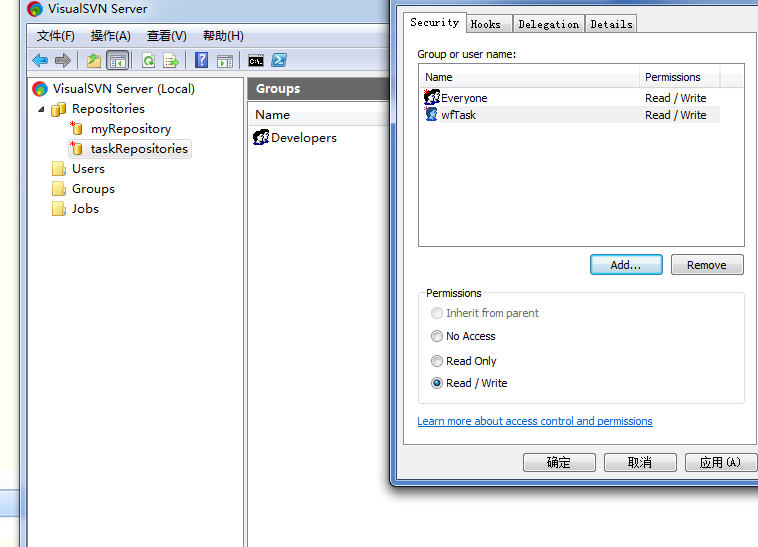 VisualSVN Server
文件(F) 操作(A) 查看(V) 帮助(H)
VisualSVN Server (Local)
Repositories
myRepository
taskRepositories
Users
Groups
Jobs
Groups
Name
Developers
Security Hooks Delegation Details
Group or user name:
Name Permissions
Everyone Read / Write
wfTask Read / Write
Add... Remove
Permissions
Inherit from parent
No Access
Read Only
Read / Write
Learn more about access control and permissions
确定 取消 应用(A)